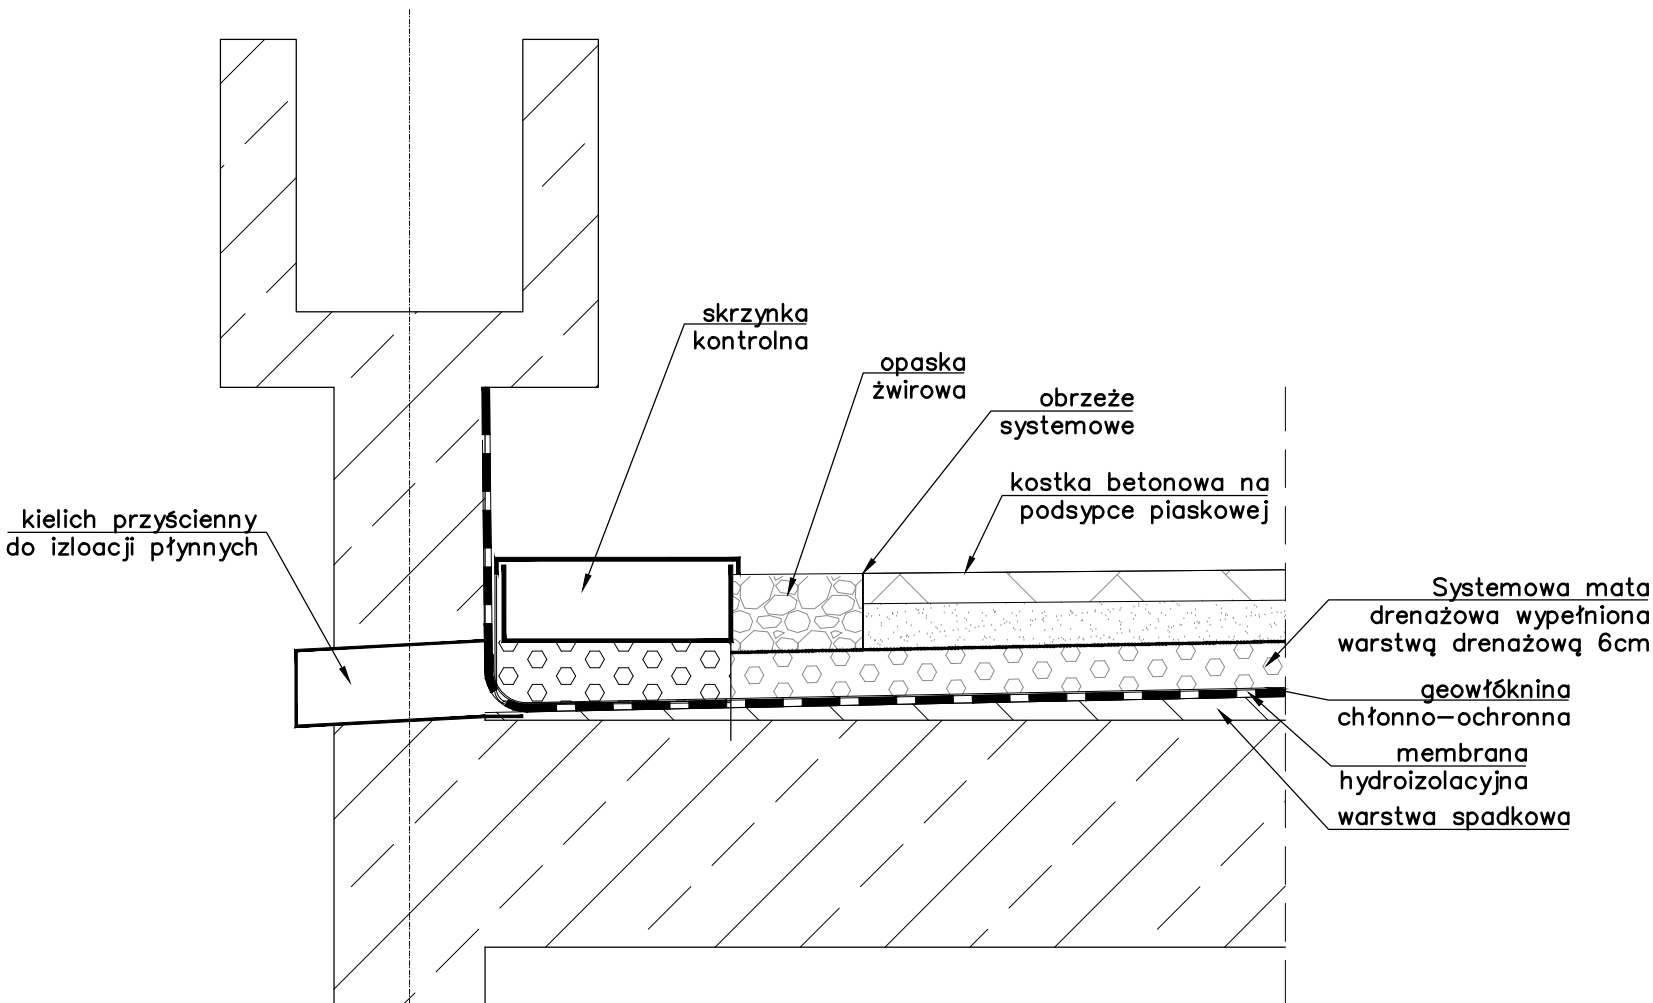 skrzynka
kontrolna
opaska
żwirowa
obrzeże
systemowe
kostka betonowa na
podsypce piaskowej
kielich przyścienny
do izloacji płynnych
Systemowa mata
drenażowa wypełniona
warstwą drenażową 6cm
geowłóknina
chłonno-ochronna
membrana
hydroizolacyjna
warstwa spadkowa